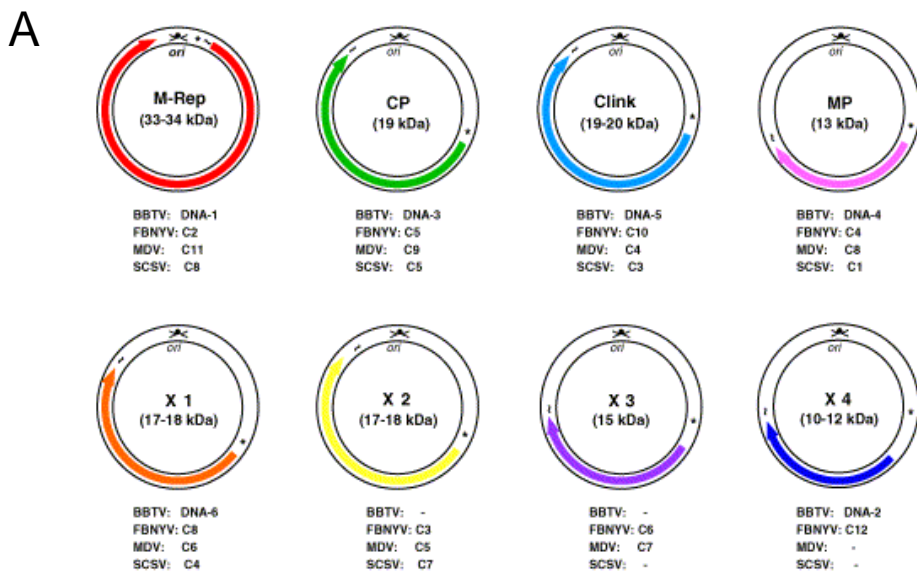 A
ori * ~
M-Rep
(33-34 kDa)
BBTV: DNA-1
FBNYV: C2
MDV: C11
SCSV: C8
~ ori
CP
(19 kDa)
*
BBTV: DNA-3
FBNYV: C5
MDV: C9
SCSV: C5
~ ori
Clink
(19-20 kDa)
*
BBTV: DNA-5
FBNYV: C10
MDV: C4
SCSV: C3
ori
MP
(13 kDa)
~ *
BBTV: DNA-4
FBNYV: C4
MDV: C8
SCSV: C1
ori
~
X 1
(17-18 kDa)
*
BBTV: DNA-6
FBNYV: C8
MDV: C6
SCSV: C4
~ ori
X 2
(17-18 kDa)
*
BBTV: -
FBNYV: C3
MDV: C5
SCSV: C7
ori
X 3
~ (15 kDa) *
BBTV: -
FBNYV: C6
MDV: C7
SCSV: -
ori
X 4
~ (10-12 kDa) *
BBTV: DNA-2
FBNYV: C12
MDV: -
SCSV: -